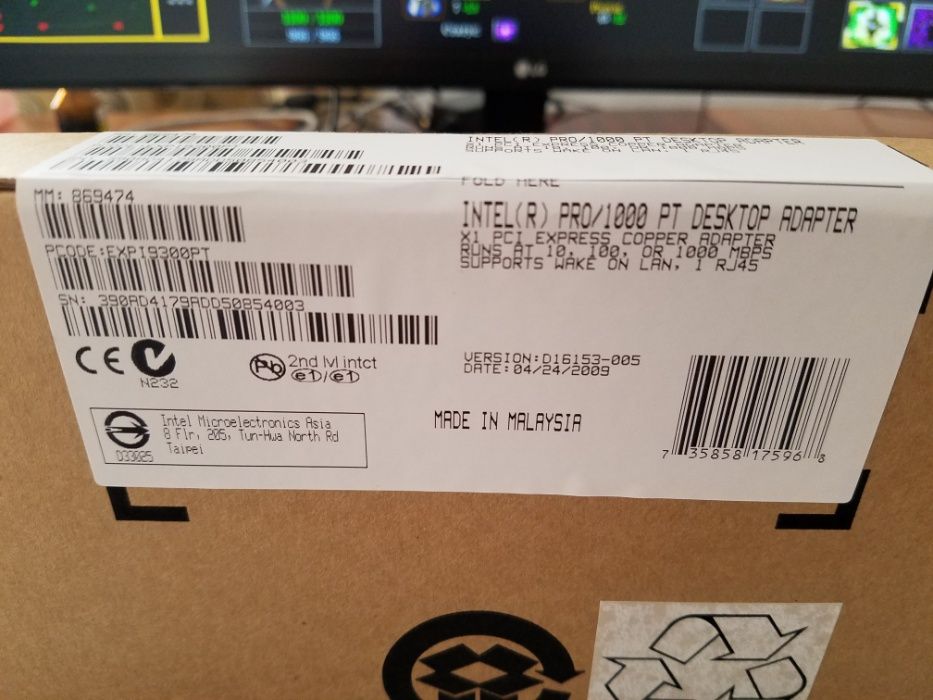 INTEL(R) PRO/1000 PT DESKTOP ADAPTER
FOLD HERE
MM: 869474
PCODE:EXPI9300PT
SN: 390AD4179ADD50854003
INTEL(R) PRO/1000 PT DESKTOP ADAPTER
X1 PCI EXPRESS COPPER ADAPTER
RUNS AT 10, 100, OR 1000 MBPS
SUPPORTS WAKE ON LAN, 1 RJ45
CE
N232
Pb
2nd lvl intct
e1/e1
VERSION:D16153-005
DATE:04/24/2009
MADE IN MALAYSIA
Intel Microelectronics Asia
8 Flr, 205, Tun-Hwa North Rd
Taipei
D33025
7 35858 17596 8
LG